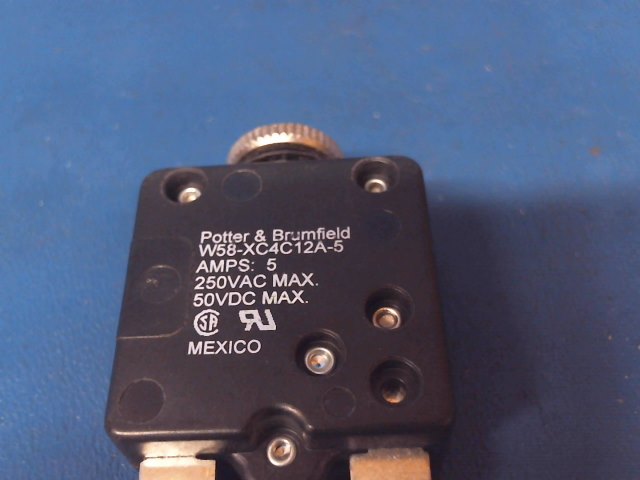 Potter & Brumfield
W58-XC4C12A-5
AMPS: 5
250VAC MAX.
50VDC MAX.
MEXICO